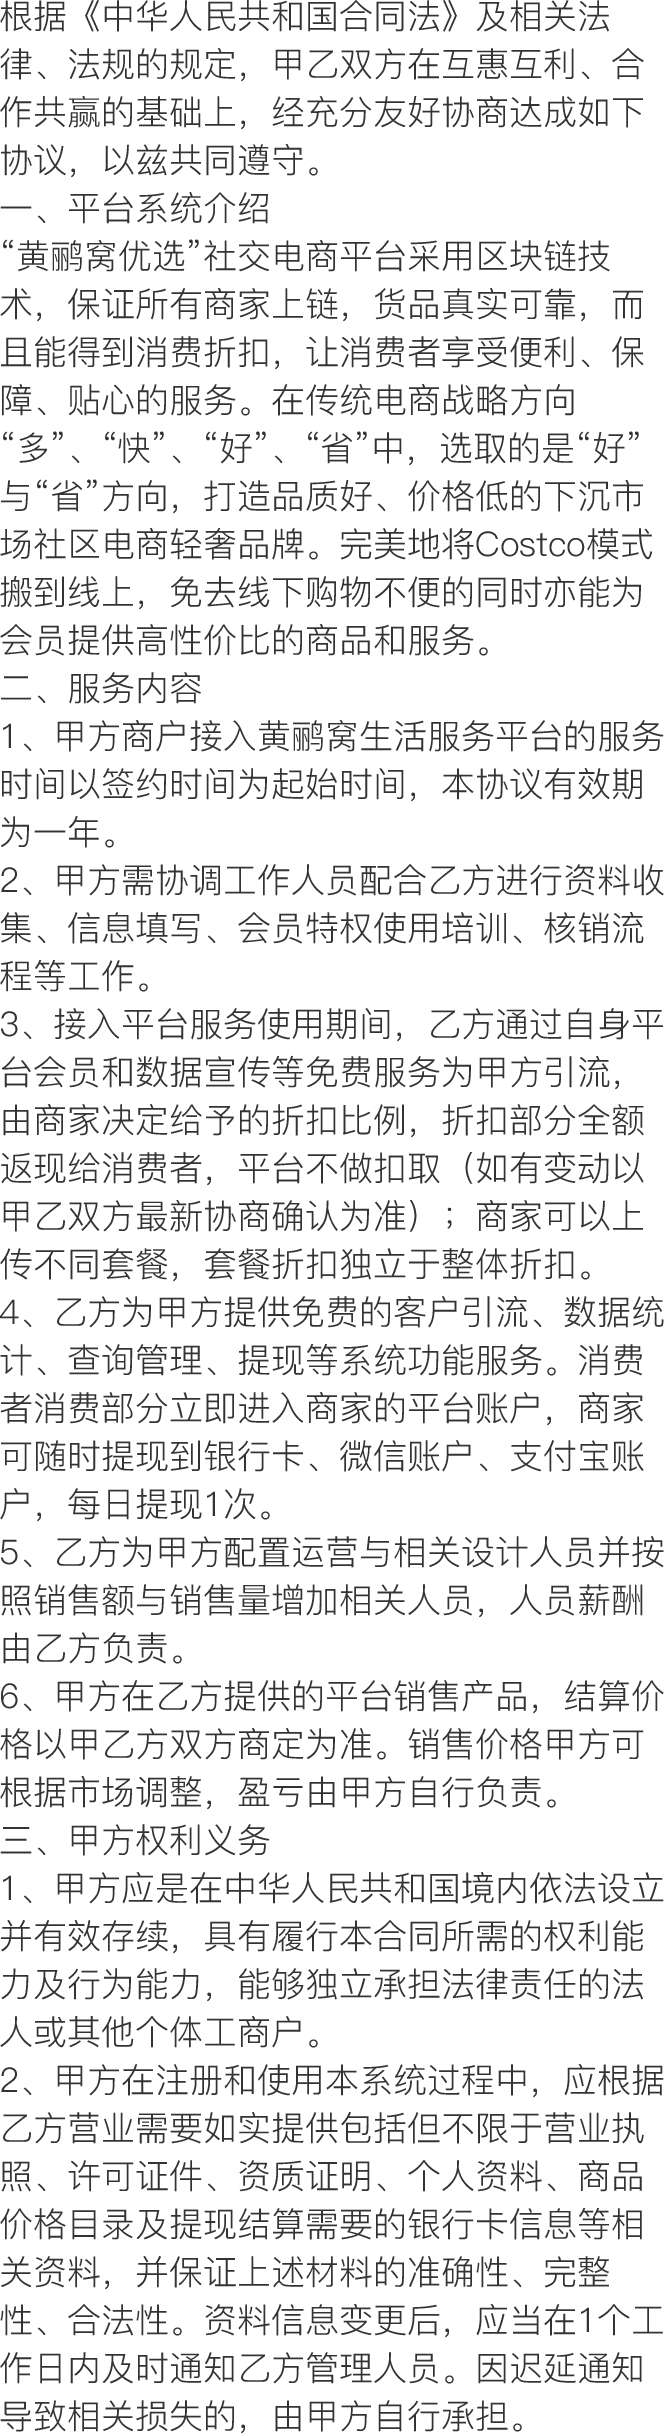 根据《中华人民共和国合同法》及相关法
律、法规的规定，甲乙双方在互惠互利、合
作共赢的基础上，经充分友好协商达成如下
协议，以兹共同遵守。
一、平台系统介绍
“黄鹂窝优选”社交电商平台采用区块链技
术，保证所有商家上链，货品真实可靠，而
且能得到消费折扣，让消费者享受便利、保
障、贴心的服务。在传统电商战略方向
“多”、“快”、“好”、“省”中，选取的是“好”
与“省”方向，打造品质好、价格低的下沉市
场社区电商轻奢品牌。完美地将Costco模式
搬到线上，免去线下购物不便的同时亦能为
会员提供高性价比的商品和服务。
二、服务内容
1、甲方商户接入黄鹂窝生活服务平台的服务
时间以签约时间为起始时间，本协议有效期
为一年。
2、甲方需协调工作人员配合乙方进行资料收
集、信息填写、会员特权使用培训、核销流
程等工作。
3、接入平台服务使用期间，乙方通过自身平
台会员和数据宣传等免费服务为甲方引流，
由商家决定给予的折扣比例，折扣部分全额
返现给消费者，平台不做扣取（如有变动以
甲乙双方最新协商确认为准）；商家可以上
传不同套餐，套餐折扣独立于整体折扣。
4、乙方为甲方提供免费的客户引流、数据统
计、查询管理、提现等系统功能服务。消费
者消费部分立即进入商家的平台账户，商家
可随时提现到银行卡、微信账户、支付宝账
户，每日提现1次。
5、乙方为甲方配置运营与相关设计人员并按
照销售额与销售量增加相关人员，人员薪酬
由乙方负责。
6、甲方在乙方提供的平台销售产品，结算价
格以甲乙方双方商定为准。销售价格甲方可
根据市场调整，盈亏由甲方自行负责。
三、甲方权利义务
1、甲方应是在中华人民共和国境内依法设立
并有效存续，具有履行本合同所需的权利能
力及行为能力，能够独立承担法律责任的法
人或其他个体工商户。
2、甲方在注册和使用本系统过程中，应根据
乙方营业需要如实提供包括但不限于营业执
照、许可证件、资质证明、个人资料、商品
价格目录及提现结算需要的银行卡信息等相
关资料，并保证上述材料的准确性、完整
性、合法性。资料信息变更后，应当在1个工
作日内及时通知乙方管理人员。因迟延通知
导致相关损失的，由甲方自行承担。